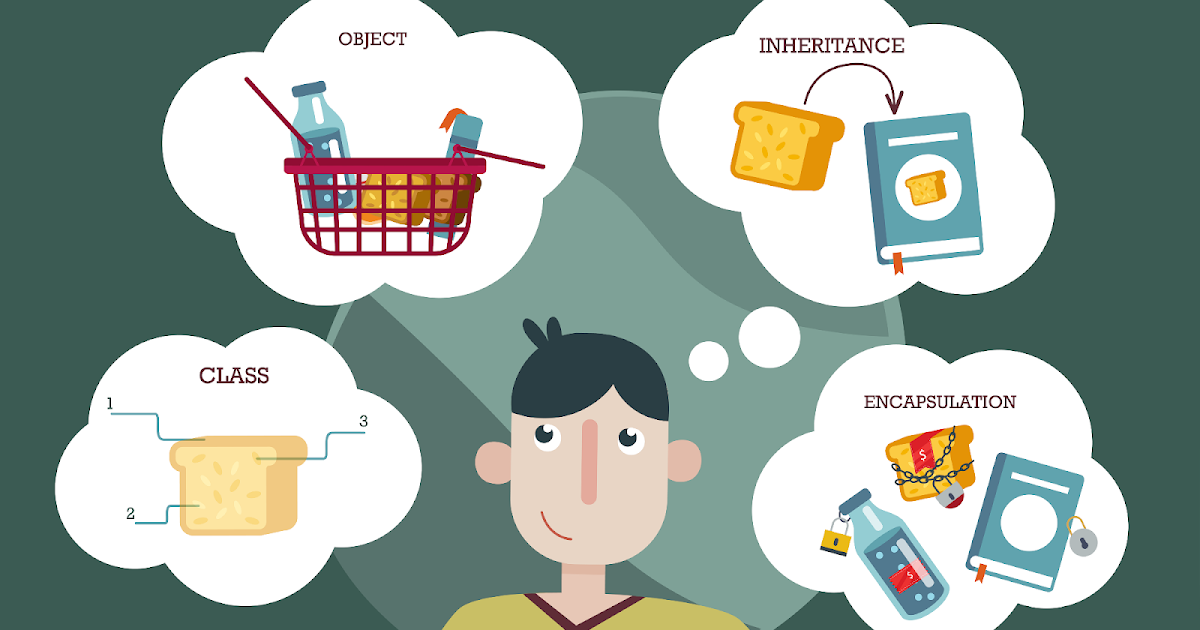 OBJECT
INHERITANCE
CLASS
1
3
2
ENCAPSULATION
$
$